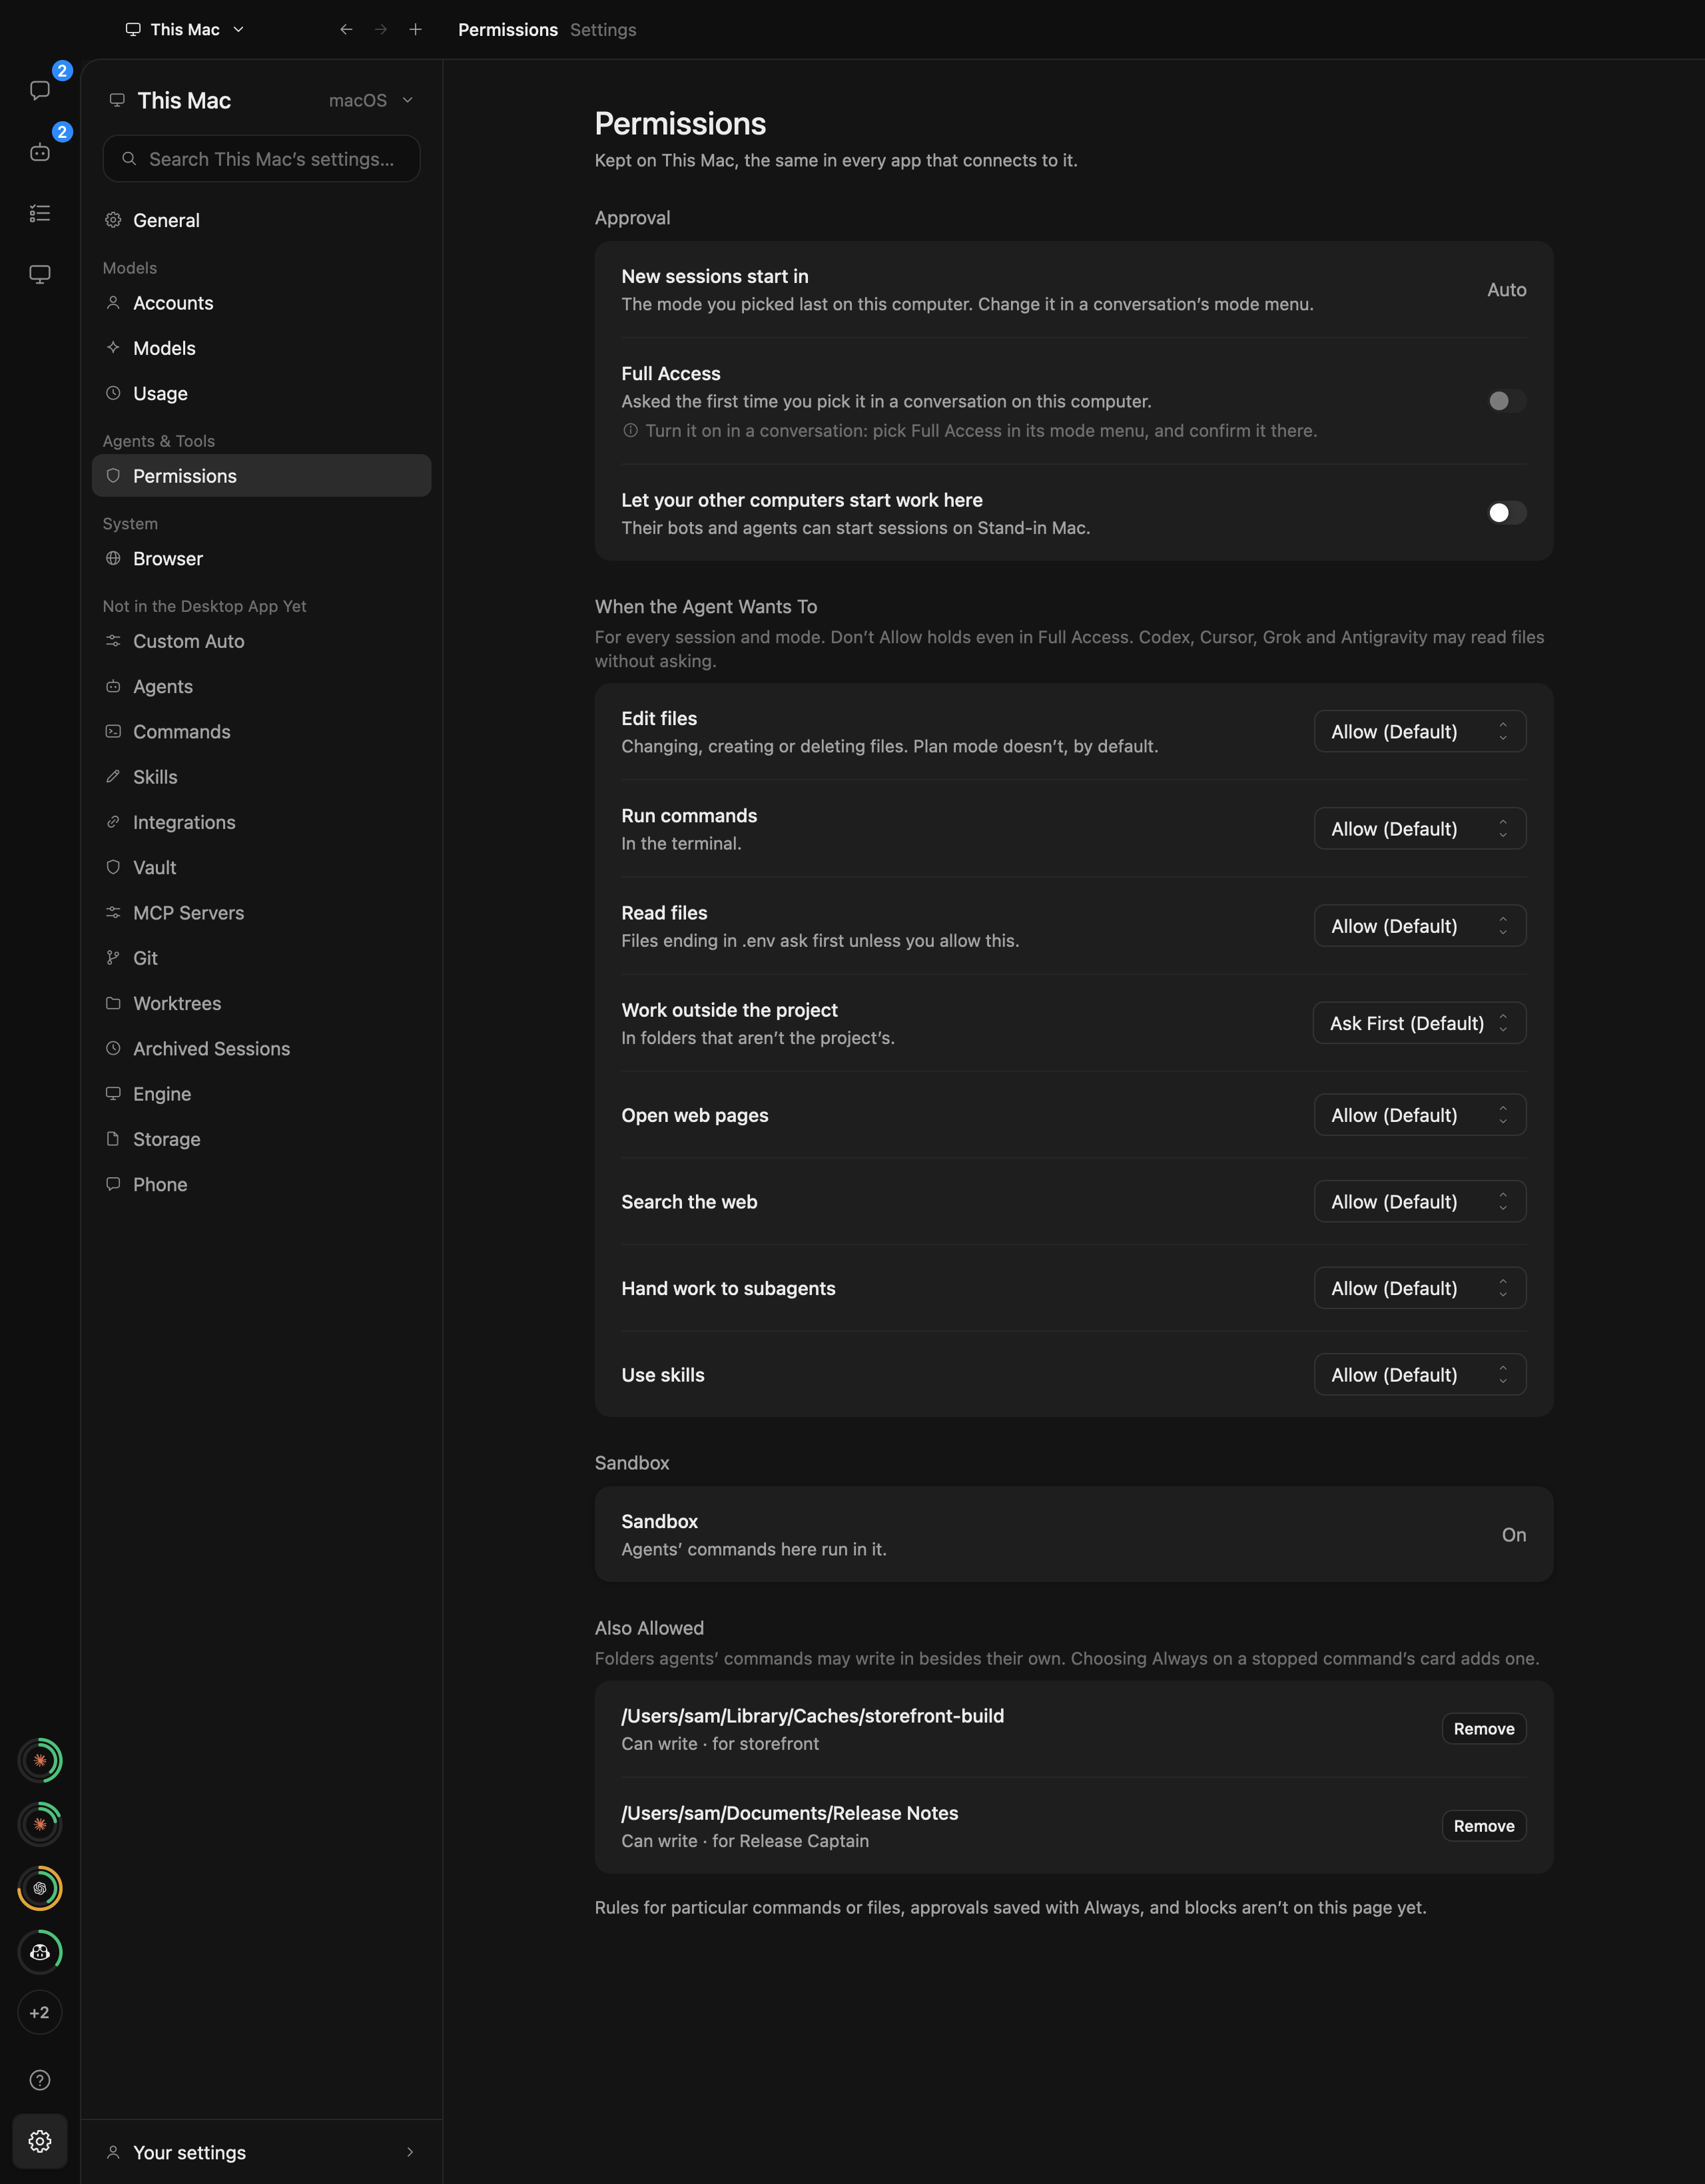 This Mac
Permissions Settings
2
2
This Mac
macOS
Search This Mac’s settings...
General
Models
Accounts
Models
Usage
Agents & Tools
Permissions
System
Browser
Not in the Desktop App Yet
Custom Auto
Agents
Commands
Skills
Integrations
Vault
MCP Servers
Git
Worktrees
Archived Sessions
Engine
Storage
Phone
+2
Your settings
Permissions
Kept on This Mac, the same in every app that connects to it.
Approval
New sessions start in
The mode you picked last on this computer. Change it in a conversation’s mode menu.
Auto
Full Access
Asked the first time you pick it in a conversation on this computer.
Turn it on in a conversation: pick Full Access in its mode menu, and confirm it there.
Let your other computers start work here
Their bots and agents can start sessions on Stand-in Mac.
When the Agent Wants To
For every session and mode. Don’t Allow holds even in Full Access. Codex, Cursor, Grok and Antigravity may read files
without asking.
Edit files
Changing, creating or deleting files. Plan mode doesn’t, by default.
Allow (Default)
Run commands
In the terminal.
Allow (Default)
Read files
Files ending in .env ask first unless you allow this.
Allow (Default)
Work outside the project
In folders that aren’t the project’s.
Ask First (Default)
Open web pages
Allow (Default)
Search the web
Allow (Default)
Hand work to subagents
Allow (Default)
Use skills
Allow (Default)
Sandbox
Sandbox
Agents’ commands here run in it.
On
Also Allowed
Folders agents’ commands may write in besides their own. Choosing Always on a stopped command’s card adds one.
/Users/sam/Library/Caches/storefront-build
Can write · for storefront
Remove
/Users/sam/Documents/Release Notes
Can write · for Release Captain
Remove
Rules for particular commands or files, approvals saved with Always, and blocks aren’t on this page yet.